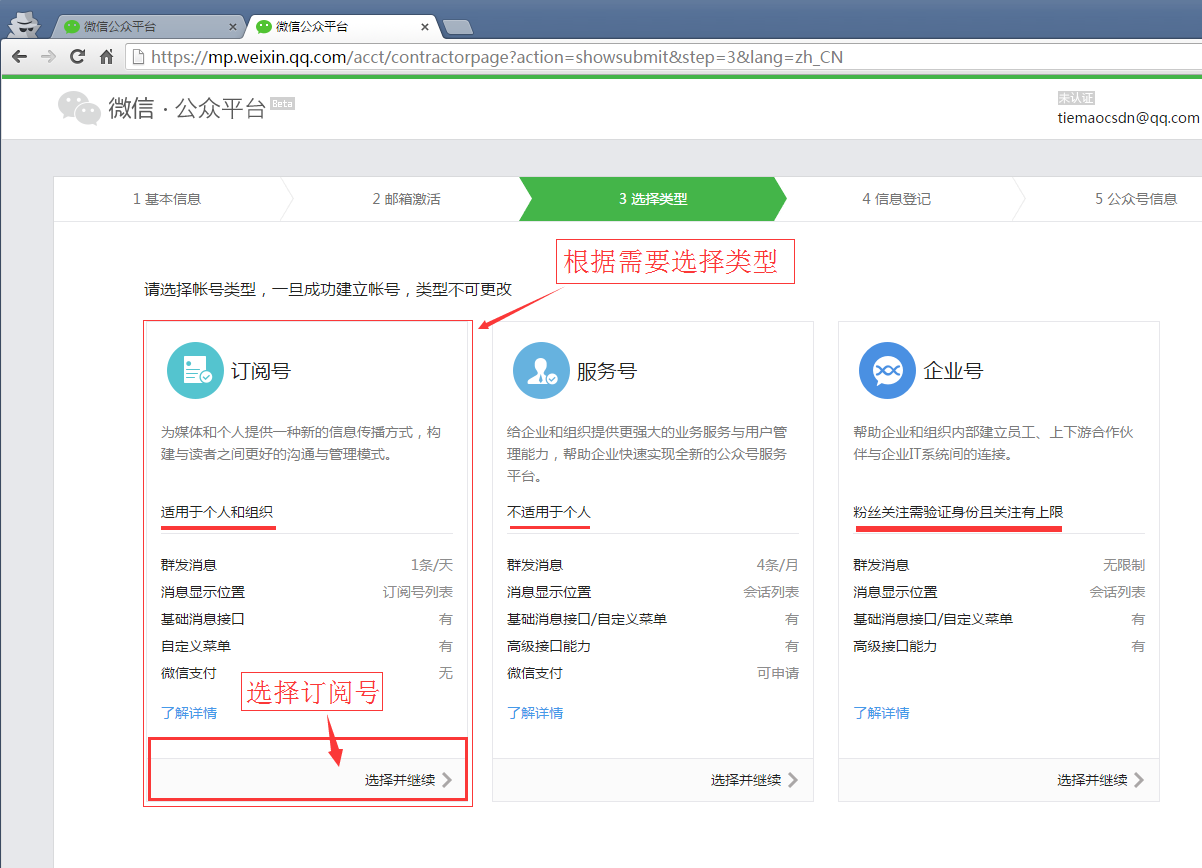 微信公众平台
微信公众平台
https://mp.weixin.qq.com/acct/contractorpage?action=showsubmit&step=3&lang=zh_CN
微信·公众平台 Beta
未认证
tiemaocsdn@qq.com
1 基本信息
2 邮箱激活
3 选择类型
4 信息登记
5 公众号信息
根据需要选择类型
请选择帐号类型，一旦成功建立帐号，类型不可更改
订阅号
为媒体和个人提供一种新的信息传播方式，构
建与读者之间更好的沟通与管理模式。
适用于个人和组织
群发消息 1条/天
消息显示位置 订阅号列表
基础消息接口 有
自定义菜单 有
微信支付 无
选择订阅号
了解详情
选择并继续
服务号
给企业和组织提供更强大的业务服务与用户管
理能力，帮助企业快速实现全新的公众号服务
平台。
不适用于个人
群发消息 4条/月
消息显示位置 会话列表
基础消息接口/自定义菜单 有
高级接口能力 有
微信支付 可申请
了解详情
选择并继续
企业号
帮助企业和组织内部建立员工、上下游合作伙
伴与企业IT系统间的连接。
粉丝关注需验证身份且关注有上限
群发消息 无限制
消息显示位置 会话列表
基础消息接口/自定义菜单 有
高级接口能力 有
了解详情
选择并继续